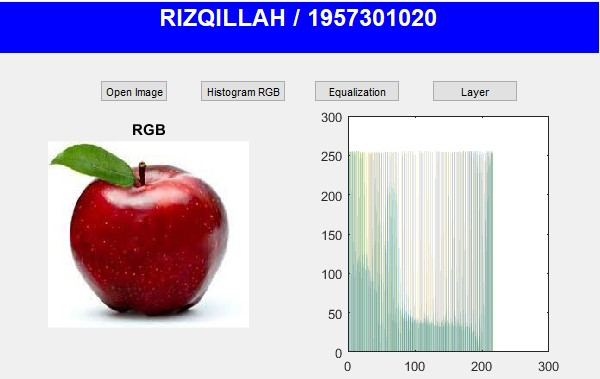 RIZQILLAH / 1957301020
Open Image
Histogram RGB
Equalization
Layer
RGB
300
250
200
150
100
50
0
0
100
200
300